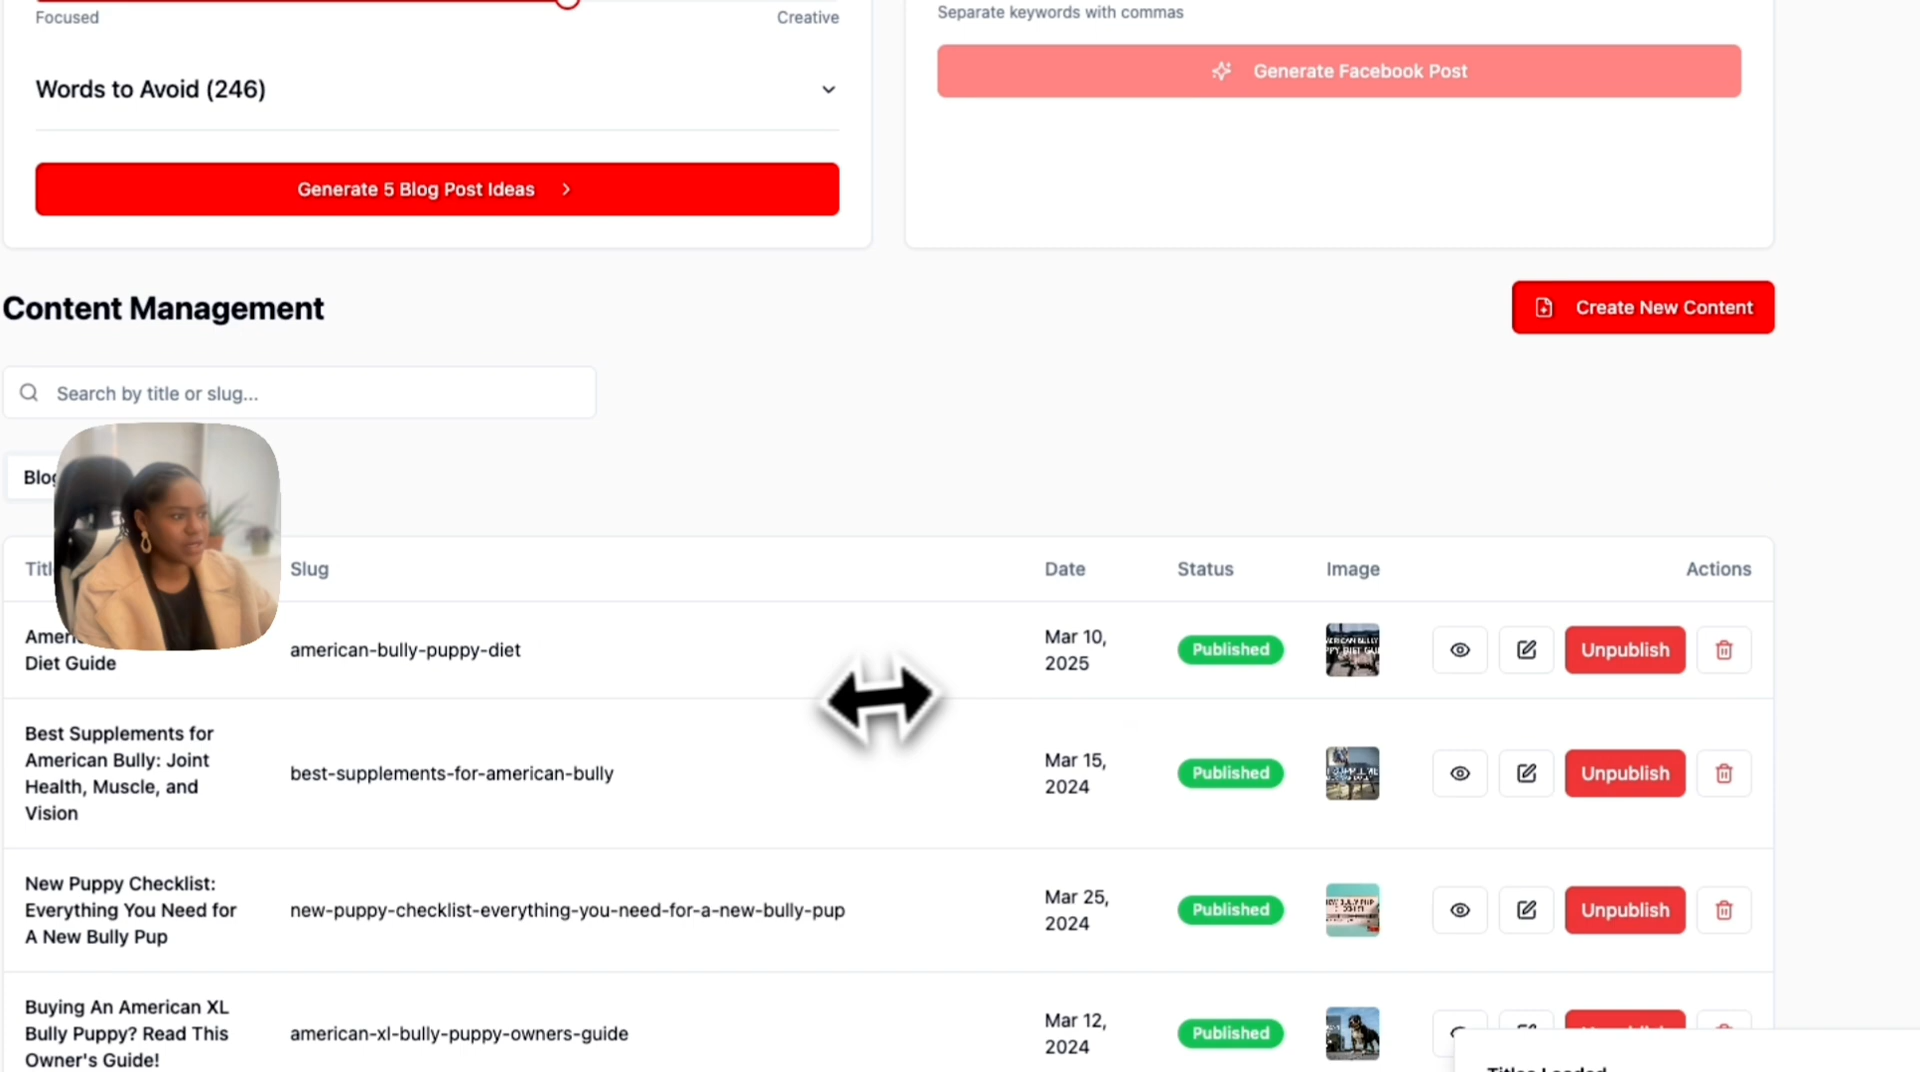 Focused
Creative
Separate keywords with commas
Generate Facebook Post
Words to Avoid (246)
Generate 5 Blog Post Ideas
Content Management
Create New Content
Search by title or slug...
Slug
Date
Status
Image
Actions
Diet Guide
american-bully-puppy-diet
Mar 10,
2025
Published
Unpublish
Best Supplements for
American Bully: Joint
Health, Muscle, and
Vision
best-supplements-for-american-bully
Mar 15,
2024
Published
Unpublish
New Puppy Checklist:
Everything You Need for
A New Bully Pup
new-puppy-checklist-everything-you-need-for-a-new-bully-pup
Mar 25,
2024
Published
Unpublish
Buying An American XL
Bully Puppy? Read This
Owner's Guide!
american-xl-bully-puppy-owners-guide
Mar 12,
2024
Published